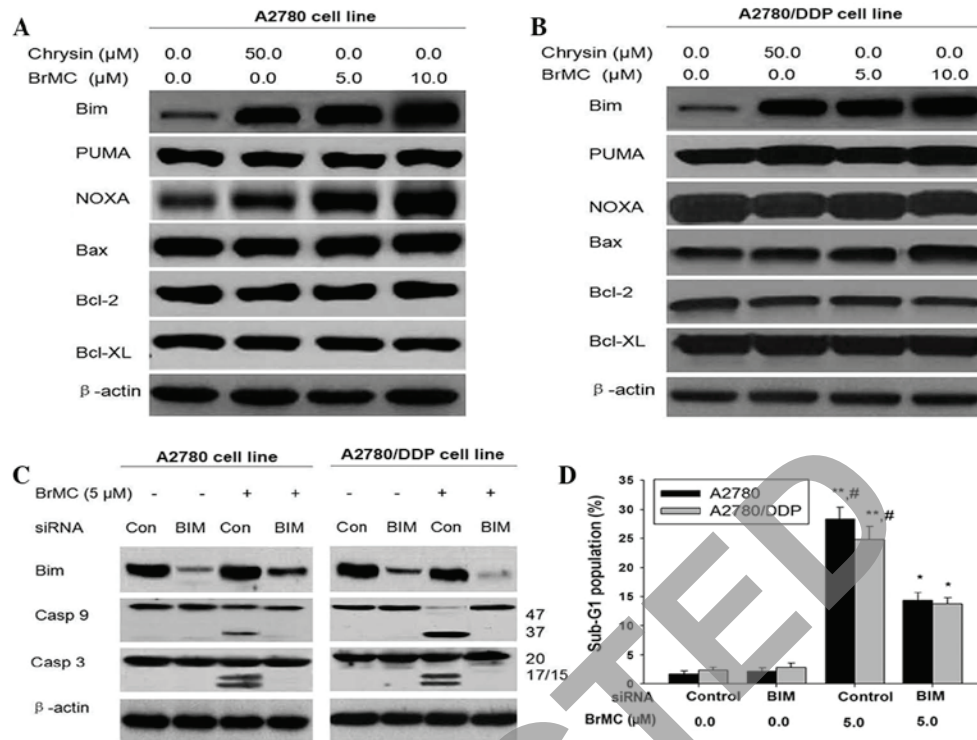 A
A2780 cell line
Chrysin (μM) 0.0 50.0 0.0 0.0
BrMC (μM) 0.0 0.0 5.0 10.0
Bim
PUMA
NOXA
Bax
Bcl-2
Bcl-XL
β-actin
B
A2780/DDP cell line
Chrysin (μM) 0.0 50.0 0.0 0.0
BrMC (μM) 0.0 0.0 5.0 10.0
Bim
PUMA
NOXA
Bax
Bcl-2
Bcl-XL
β-actin
C
A2780 cell line A2780/DDP cell line
BrMC (5 μM) - - + + - - + +
siRNA Con BIM Con BIM Con BIM Con BIM
Bim
Casp 9 47
37
Casp 3 20
17/15
β-actin
D
Sub-G1 population (%)
35
30
25
20
15
10
5
0
A2780
A2780/DDP
**,#
**,#
*
*
siRNA Control BIM Control BIM
BrMC (μM) 0.0 0.0 5.0 5.0